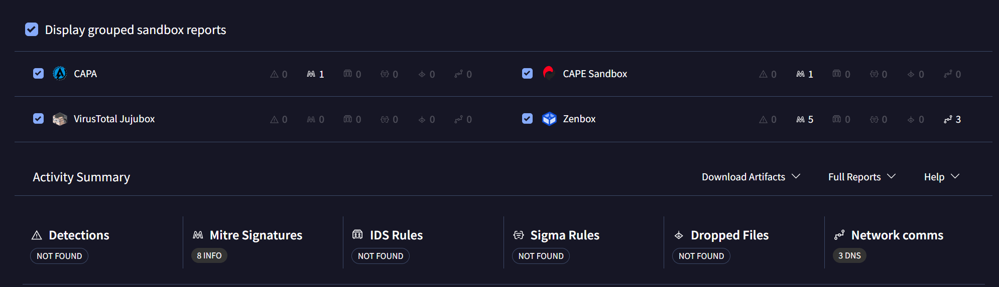 Display grouped sandbox reports
CAPA 0 1 0 0 0 0 CAPE Sandbox 0 1 0 0 0 0
VirusTotal Jujubox 0 0 0 0 0 0 Zenbox 0 5 0 0 0 3
Activity Summary Download Artifacts Full Reports Help
Detections Mitre Signatures IDS Rules Sigma Rules Dropped Files Network comms
NOT FOUND 8 INFO NOT FOUND NOT FOUND NOT FOUND 3 DNS